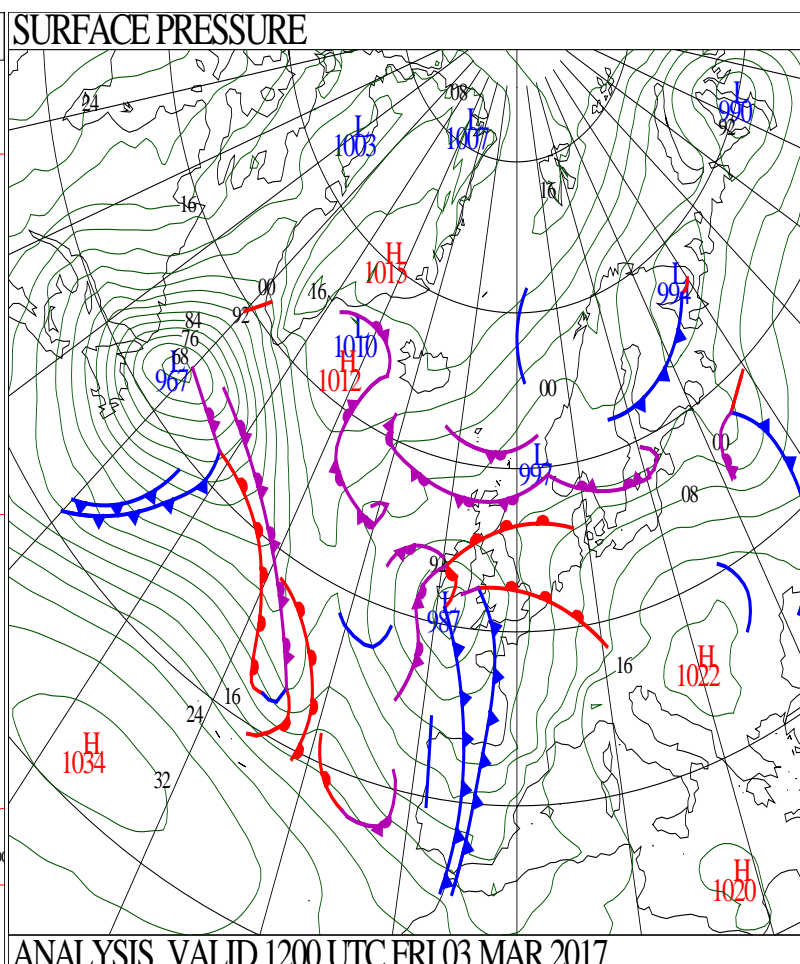 SURFACE PRESSURE
L
990
92
24
08
L
1003
L
1007
16
16
H
1015
L
994
00
16
92
84
76
68
L
967
L
1010
H
1012
00
00
L
997
08
92
L
987
H
1022
16
16
24
H
1034
32
H
1020
ANALYSIS VALID 1200 UTC FRI 03 MAR 2017